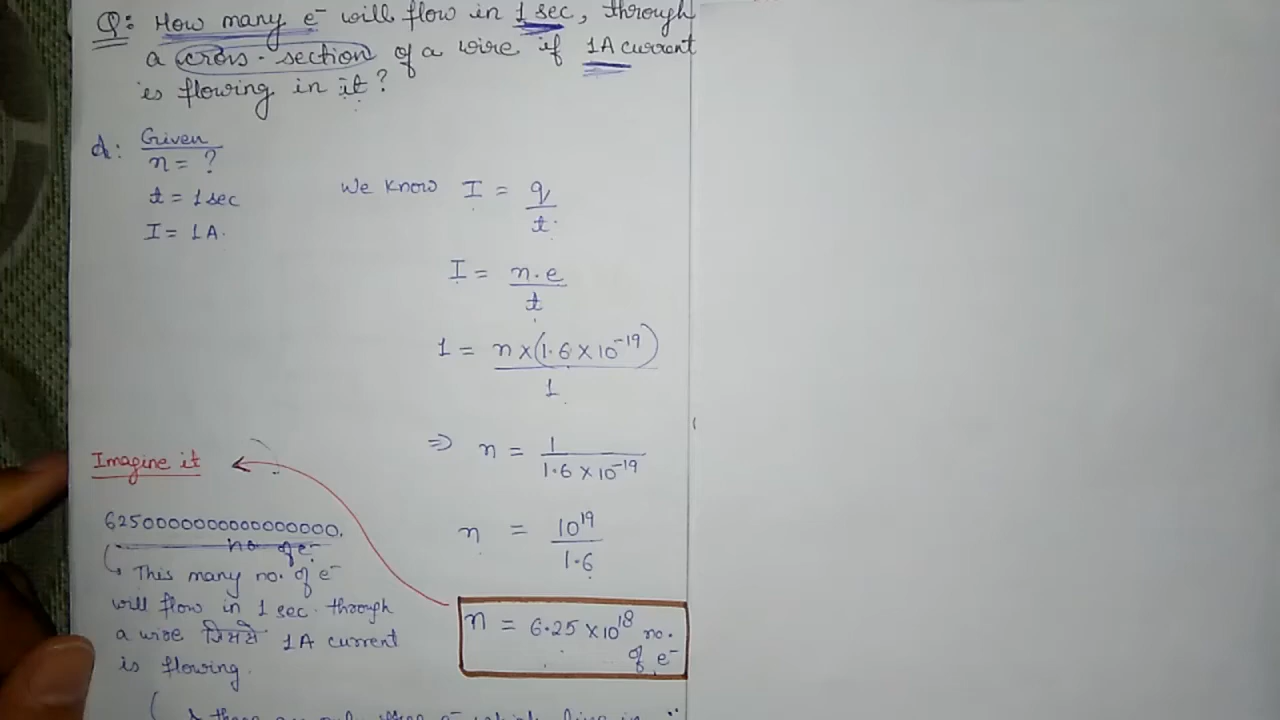 Q: How many e⁻ will flow in 1 sec, through
a cross-section of a wire if 1A current
is flowing in it?
A: Given
n = ?
t = 1 sec
I = 1A.
We know I = q/t
I = n.e/t
1 = n×(1.6×10⁻¹⁹)/1
⇒ n = 1/1.6×10⁻¹⁹
n = 10¹⁹/1.6
n = 6.25×10¹⁸ no.
of e⁻
Imagine it
6250000000000000000.
no of e⁻
This many no. of e⁻
will flow in 1 sec. through
a wire जिसमे 1A current
is flowing.